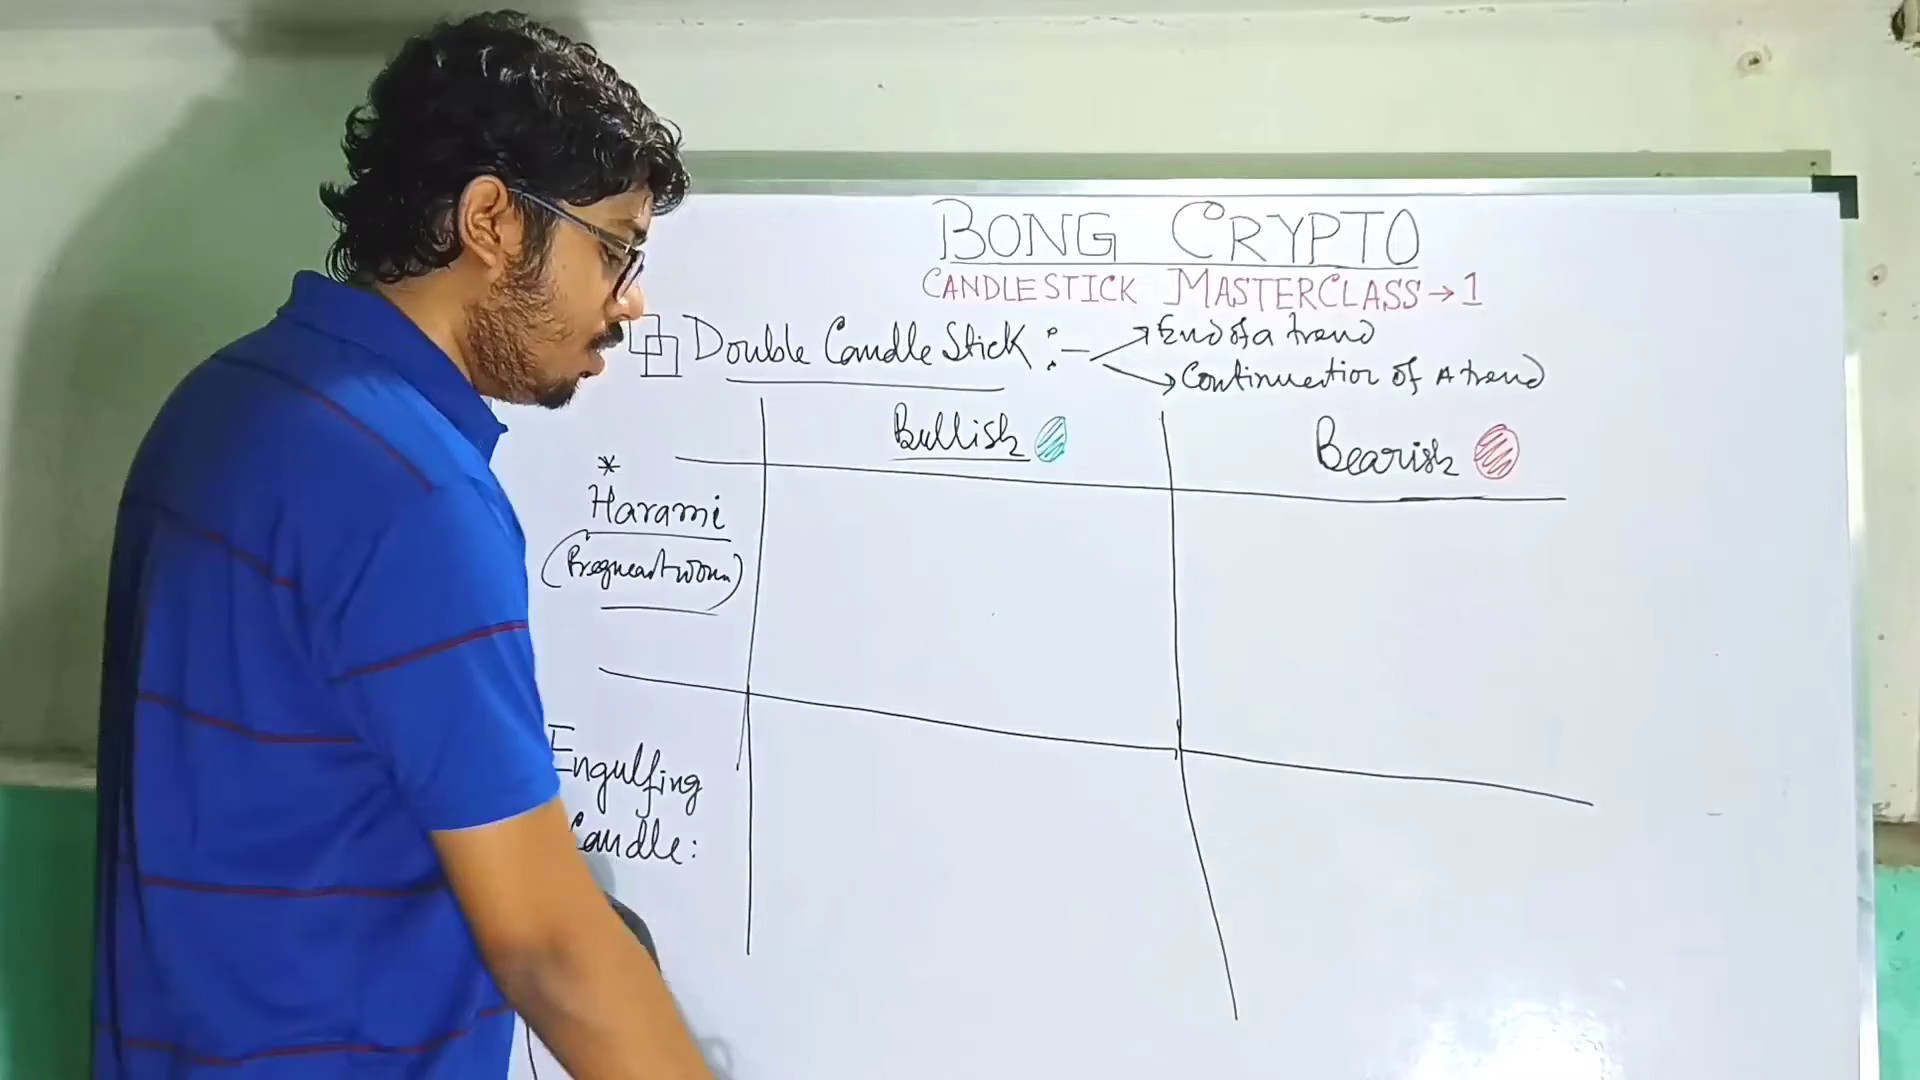 BONG CRYPTO
CANDLESTICK MASTERCLASS → 1
Double Candle Stick :-
→ End of a trend
→ Continuation of A trend
Bullish
Bearish
* Harami
(Pregnant woman)
Engulfing
Candle: